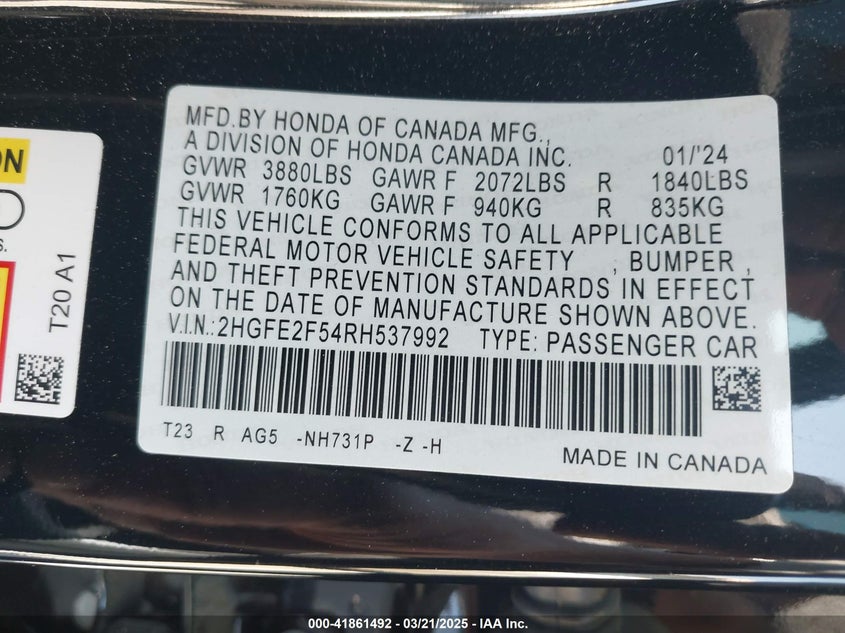 ON
S.
T20 A1
MFD.BY HONDA OF CANADA MFG.,
A DIVISION OF HONDA CANADA INC. 01/'24
GVWR 3880LBS GAWR F 2072LBS R 1840LBS
GVWR 1760KG GAWR F 940KG R 835KG
THIS VEHICLE CONFORMS TO ALL APPLICABLE
FEDERAL MOTOR VEHICLE SAFETY , BUMPER ,
AND THEFT PREVENTION STANDARDS IN EFFECT
ON THE DATE OF MANUFACTURE SHOWN ABOVE.
V.I.N.:2HGFE2F54RH537992 TYPE: PASSENGER CAR
T23 R AG5 -NH731P -Z -H
MADE IN CANADA
000-41861492 - 03/21/2025 - © IAA Inc.